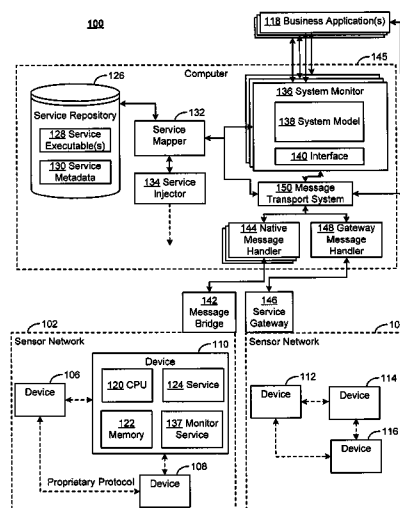 100
118 Business Application(s)
145
Computer
126
Service Repository
128 Service
Executable(s)
130 Service
Metadata
132
Service
Mapper
134 Service
Injector
136 System Monitor
138 System Model
140 Interface
150 Message
Transport System
144 Native
Message
Handler
148 Gateway
Message
Handler
142
Message
Bridge
146
Service
Gateway
102
Sensor Network
110
Device
120 CPU
124 Service
122
Memory
137 Monitor
Service
106
Device
108
Device
Proprietary Protocol
10
Sensor Network
112
Device
114
Device
116
Device